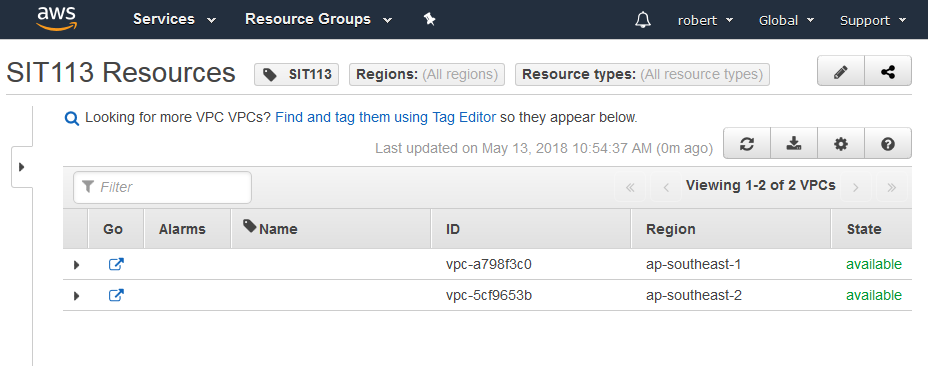 aws Services Resource Groups robert Global Support
SIT113 Resources SIT113 Regions: (All regions) Resource types: (All resource types)
Looking for more VPC VPCs? Find and tag them using Tag Editor so they appear below.
Last updated on May 13, 2018 10:54:37 AM (0m ago)
Filter « ‹ Viewing 1-2 of 2 VPCs › »
Go Alarms Name ID Region State
vpc-a798f3c0 ap-southeast-1 available
vpc-5cf9653b ap-southeast-2 available